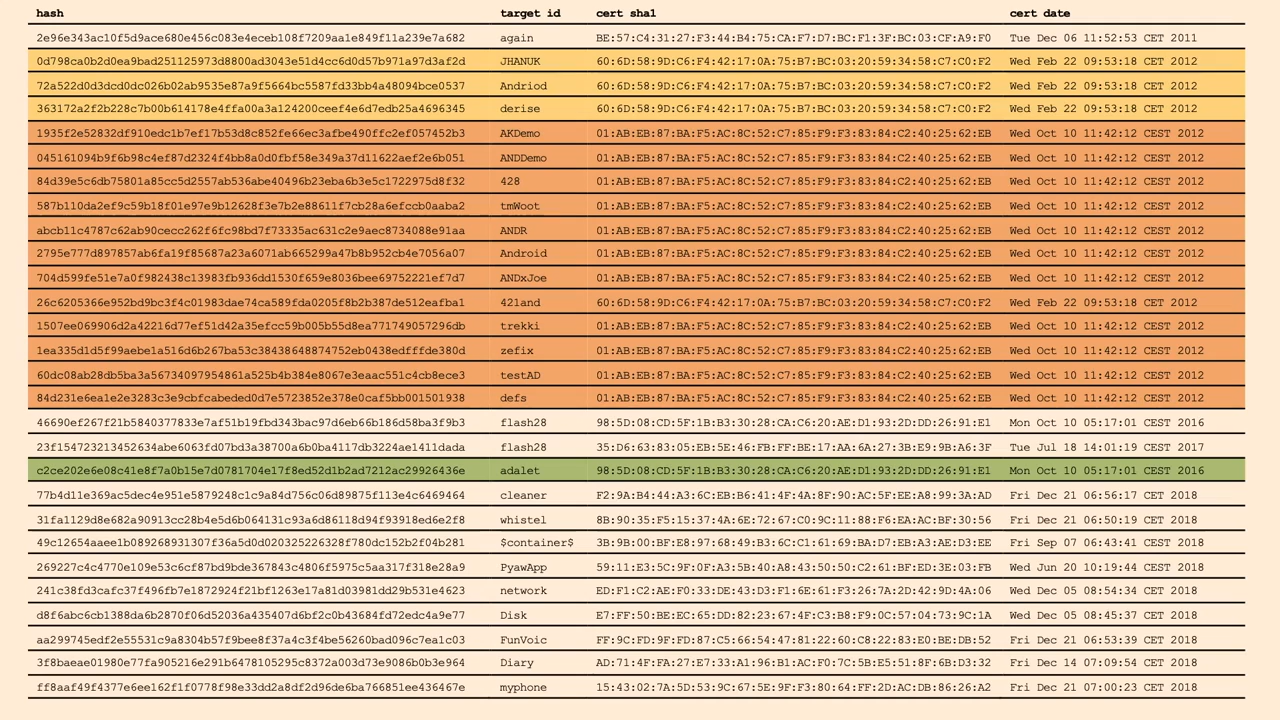 hash target id cert sha1 cert date
2e96e343ac10f5d9ace680e456c083e4eceb108f7209aa1e849f11a239e7a682 again BE:57:C4:31:27:F3:44:B4:75:CA:F7:D7:BC:F1:3F:BC:03:CF:A9:F0 Tue Dec 06 11:52:53 CET 2011
0d798ca0b2d0ea9bad251125973d8800ad3043e51d4cc6d0d57b971a97d3af2d JHANUK 60:6D:58:9D:C6:F4:42:17:0A:75:B7:BC:03:20:59:34:58:C7:C0:F2 Wed Feb 22 09:53:18 CET 2012
72a522d0d3dcd0dc026b02ab9535e87a9f5664bc5587fd33bb4a48094bce0537 Andriod 60:6D:58:9D:C6:F4:42:17:0A:75:B7:BC:03:20:59:34:58:C7:C0:F2 Wed Feb 22 09:53:18 CET 2012
363172a2f2b228c7b00b614178e4ffa00a3a124200ceef4e6d7edb25a4696345 derise 60:6D:58:9D:C6:F4:42:17:0A:75:B7:BC:03:20:59:34:58:C7:C0:F2 Wed Feb 22 09:53:18 CET 2012
1935f2e52832df910edc1b7ef17b53d8c852fe66ec3afbe490ffc2ef057452b3 AKDemo 01:AB:EB:87:BA:F5:AC:8C:52:C7:85:F9:F3:83:84:C2:40:25:62:EB Wed Oct 10 11:42:12 CEST 2012
045161094b9f6b98c4ef87d2324f4bb8a0d0fbf58e349a37d11622aef2e6b051 ANDDemo 01:AB:EB:87:BA:F5:AC:8C:52:C7:85:F9:F3:83:84:C2:40:25:62:EB Wed Oct 10 11:42:12 CEST 2012
84d39e5c6db75801a85cc5d2557ab536abe40496b23eba6b3e5c1722975d8f32 428 01:AB:EB:87:BA:F5:AC:8C:52:C7:85:F9:F3:83:84:C2:40:25:62:EB Wed Oct 10 11:42:12 CEST 2012
587b110da2ef9c59b18f01e97e9b12628f3e7b2e88611f7cb28a6efccb0aaba2 tmWoot 01:AB:EB:87:BA:F5:AC:8C:52:C7:85:F9:F3:83:84:C2:40:25:62:EB Wed Oct 10 11:42:12 CEST 2012
abcb11c4787c62ab90cecc262f6fc98bd7f73335ac631c2e9aec8734088e91aa ANDR 01:AB:EB:87:BA:F5:AC:8C:52:C7:85:F9:F3:83:84:C2:40:25:62:EB Wed Oct 10 11:42:12 CEST 2012
2795e777d897857ab6fa19f85687a23a6071ab665299a47b8b952cb4e7056a07 Android 01:AB:EB:87:BA:F5:AC:8C:52:C7:85:F9:F3:83:84:C2:40:25:62:EB Wed Oct 10 11:42:12 CEST 2012
704d599fe51e7a0f982438c13983fb936dd1530f659e8036bee69752221ef7d7 ANDxJoe 01:AB:EB:87:BA:F5:AC:8C:52:C7:85:F9:F3:83:84:C2:40:25:62:EB Wed Oct 10 11:42:12 CEST 2012
26c6205366e952bd9bc3f4c01983dae74ca589fda0205f8b2b387de512eafba1 421and 60:6D:58:9D:C6:F4:42:17:0A:75:B7:BC:03:20:59:34:58:C7:C0:F2 Wed Feb 22 09:53:18 CET 2012
1507ee069906d2a42216d77ef51d42a35efcc59b005b55d8ea771749057296db trekki 01:AB:EB:87:BA:F5:AC:8C:52:C7:85:F9:F3:83:84:C2:40:25:62:EB Wed Oct 10 11:42:12 CEST 2012
1ea335d1d5f99aebe1a516d6b267ba53c38438648874752eb0438edfffde380d zefix 01:AB:EB:87:BA:F5:AC:8C:52:C7:85:F9:F3:83:84:C2:40:25:62:EB Wed Oct 10 11:42:12 CEST 2012
60dc08ab28db5ba3a56734097954861a525b4b384e8067e3eaac551c4cb8ece3 testAD 01:AB:EB:87:BA:F5:AC:8C:52:C7:85:F9:F3:83:84:C2:40:25:62:EB Wed Oct 10 11:42:12 CEST 2012
84d231e6ea1e2e3283c3e9cbfcabeded0d7e5723852e378e0caf5bb001501938 defs 01:AB:EB:87:BA:F5:AC:8C:52:C7:85:F9:F3:83:84:C2:40:25:62:EB Wed Oct 10 11:42:12 CEST 2012
46690ef267f21b5840377833e7af51b19fbd343bac97d6eb66b186d58ba3f9b3 flash28 98:5D:08:CD:5F:1B:B3:30:28:CA:C6:20:AE:D1:93:2D:DD:26:91:E1 Mon Oct 10 05:17:01 CEST 2016
23f154723213452634abe6063fd07bd3a38700a6b0ba4117db3224ae1411dada flash28 35:D6:63:83:05:EB:5E:46:FB:FF:BE:17:AA:6A:27:3B:E9:9B:A6:3F Tue Jul 18 14:01:19 CEST 2017
c2ce202e6e08c41e8f7a0b15e7d0781704e17f8ed52d1b2ad7212ac29926436e adalet 98:5D:08:CD:5F:1B:B3:30:28:CA:C6:20:AE:D1:93:2D:DD:26:91:E1 Mon Oct 10 05:17:01 CEST 2016
77b4d11e369ac5dec4e951e5879248c1c9a84d756c06d89875f113e4c6469464 cleaner F2:9A:B4:44:A3:6C:EB:B6:41:4F:4A:8F:90:AC:5F:EE:A8:99:3A:AD Fri Dec 21 06:56:17 CET 2018
31fa1129d8e682a90913cc28b4e5d6b064131c93a6d86118d94f93918ed6e2f8 whistel 8B:90:35:F5:15:37:4A:6E:72:67:C0:9C:11:88:F6:EA:AC:BF:30:56 Fri Dec 21 06:50:19 CET 2018
49c12654aaee1b089268931307f36a5d0d020325226328f780dc152b2f04b281 $container$ 3B:9B:00:BF:E8:97:68:49:B3:6C:C1:61:69:BA:D7:EB:A3:AE:D3:EE Fri Sep 07 06:43:41 CEST 2018
269227c4c4770e109e53c6cf87bd9bde367843c4806f5975c5aa317f318e28a9 PyawApp 59:11:E3:5C:9F:0F:A3:5B:40:A8:43:50:50:C2:61:BF:ED:3E:03:FB Wed Jun 20 10:19:44 CEST 2018
241c38fd3cafc37f496fb7e1872924f21bf1263e17a81d03981dd29b531e4623 network ED:F1:C2:AE:F0:33:DE:43:D3:F1:6E:61:F3:26:7A:2D:42:9D:4A:06 Wed Dec 05 08:54:34 CET 2018
d8f6abc6cb1388da6b2870f06d52036a435407d6bf2c0b43684fd72edc4a9e77 Disk E7:FF:50:BE:EC:65:DD:82:23:67:4F:C3:B8:F9:0C:57:04:73:9C:1A Wed Dec 05 08:45:37 CET 2018
aa299745edf2e55531c9a8304b57f9bee8f37a4c3f4be56260bad096c7ea1c03 FunVoic FF:9C:FD:9F:FD:87:C5:66:54:47:81:22:60:C8:22:83:E0:BE:DB:52 Fri Dec 21 06:53:39 CET 2018
3f8baeae01980e77fa905216e291b6478105295c8372a003d73e9086b0b3e964 Diary AD:71:4F:FA:27:E7:33:A1:96:B1:AC:F0:7C:5B:E5:51:8F:6B:D3:32 Fri Dec 14 07:09:54 CET 2018
ff8aaf49f4377e6ee162f1f0778f98e33dd2a8df2d96de6ba766851ee436467e myphone 15:43:02:7A:5D:53:9C:67:5E:9F:F3:80:64:FF:2D:AC:DB:86:26:A2 Fri Dec 21 07:00:23 CET 2018